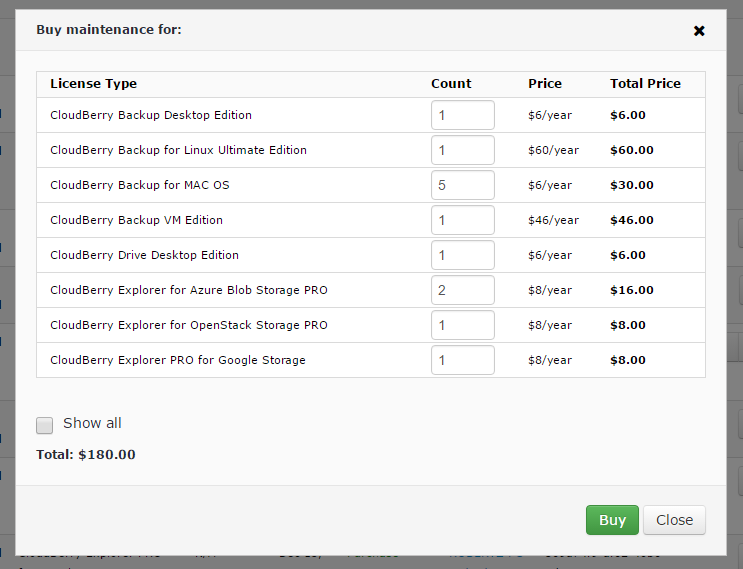 Buy maintenance for:
License Type Count Price Total Price
CloudBerry Backup Desktop Edition 1 $6/year $6.00
CloudBerry Backup for Linux Ultimate Edition 1 $60/year $60.00
CloudBerry Backup for MAC OS 5 $6/year $30.00
CloudBerry Backup VM Edition 1 $46/year $46.00
CloudBerry Drive Desktop Edition 1 $6/year $6.00
CloudBerry Explorer for Azure Blob Storage PRO 2 $8/year $16.00
CloudBerry Explorer for OpenStack Storage PRO 1 $8/year $8.00
CloudBerry Explorer PRO for Google Storage 1 $8/year $8.00
Show all
Total: $180.00
Buy Close